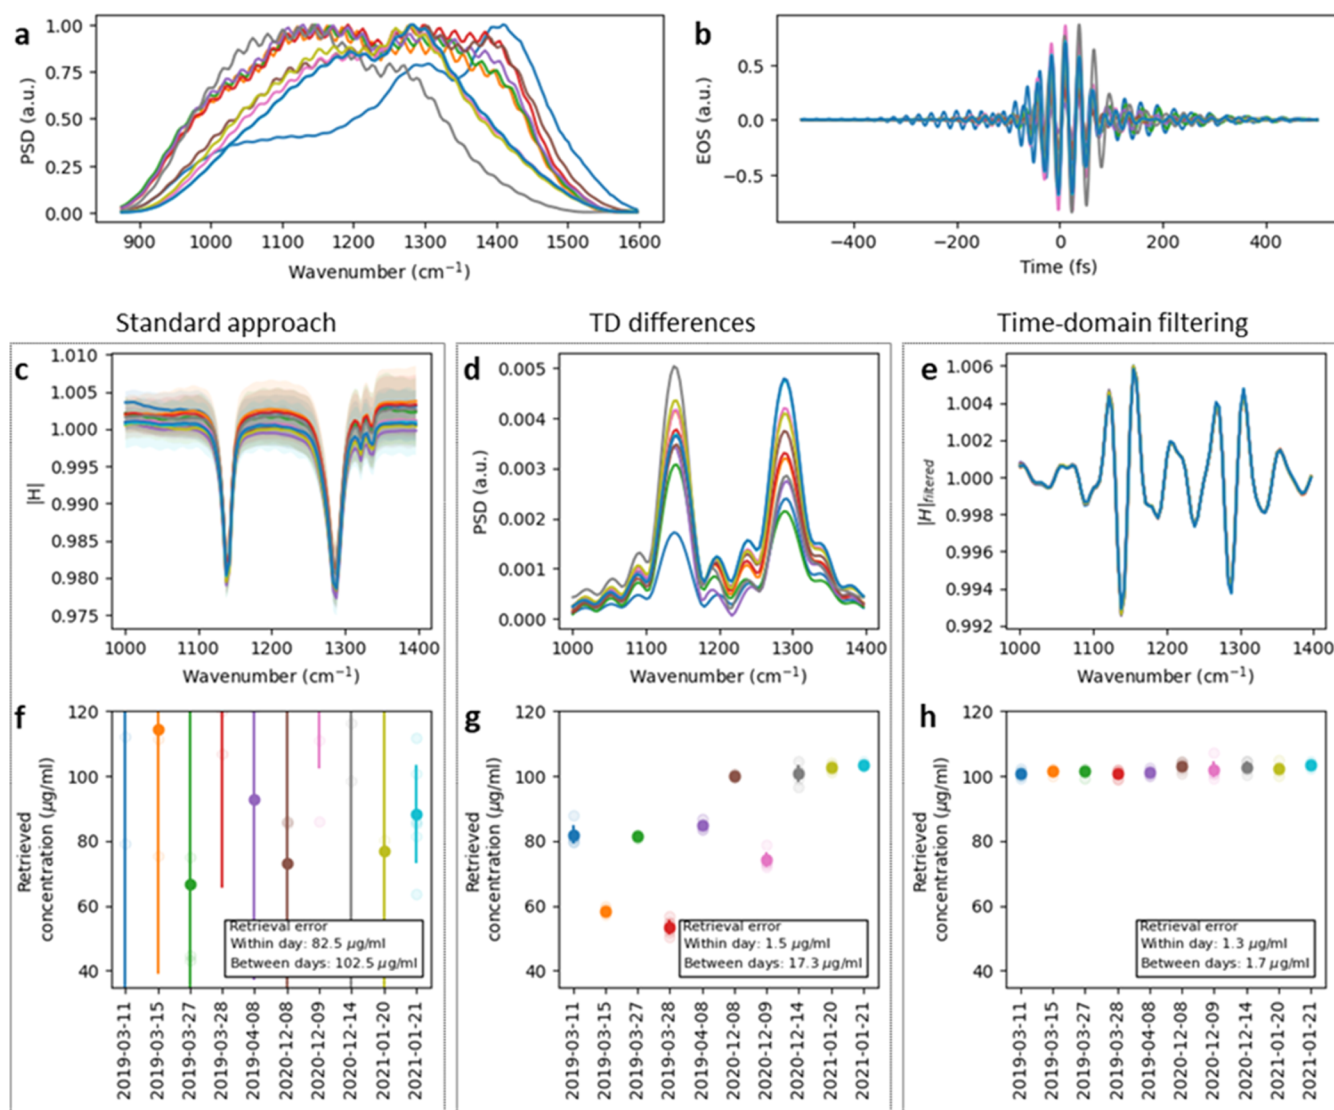 a
1.00
0.75
0.50
0.25
0.00
PSD (a.u.)
900 1000 1100 1200 1300 1400 1500 1600
Wavenumber (cm⁻¹)
b
0.5
0.0
−0.5
EOS (a.u.)
−400 −200 0 200 400
Time (fs)
Standard approach
TD differences
Time-domain filtering
c
1.010
1.005
1.000
0.995
0.990
0.985
0.980
0.975
|H|
1000 1100 1200 1300 1400
Wavenumber (cm⁻¹)
d
0.005
0.004
0.003
0.002
0.001
0.000
PSD (a.u.)
1000 1100 1200 1300 1400
Wavenumber (cm⁻¹)
e
1.006
1.004
1.002
1.000
0.998
0.996
0.994
0.992
|H|filtered
1000 1100 1200 1300 1400
Wavenumber (cm⁻¹)
f
120
100
80
60
40
Retrieved
concentration (μg/ml)
Retrieval error
Within day: 82.5 μg/ml
Between days: 102.5 μg/ml
2019-03-11
2019-03-15
2019-03-27
2019-03-28
2019-04-08
2020-12-08
2020-12-09
2020-12-14
2021-01-20
2021-01-21
g
120
100
80
60
40
Retrieved
concentration (μg/ml)
Retrieval error
Within day: 1.5 μg/ml
Between days: 17.3 μg/ml
2019-03-11
2019-03-15
2019-03-27
2019-03-28
2019-04-08
2020-12-08
2020-12-09
2020-12-14
2021-01-20
2021-01-21
h
120
100
80
60
40
Retrieved
concentration (μg/ml)
Retrieval error
Within day: 1.3 μg/ml
Between days: 1.7 μg/ml
2019-03-11
2019-03-15
2019-03-27
2019-03-28
2019-04-08
2020-12-08
2020-12-09
2020-12-14
2021-01-20
2021-01-21